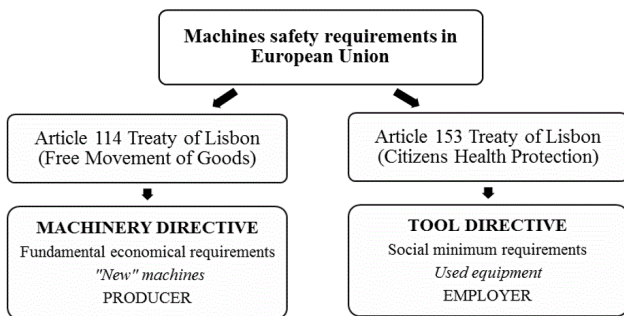 Machines safety requirements in
European Union
Article 114 Treaty of Lisbon
(Free Movement of Goods)
Article 153 Treaty of Lisbon
(Citizens Health Protection)
MACHINERY DIRECTIVE
Fundamental economical requirements
"New" machines
PRODUCER
TOOL DIRECTIVE
Social minimum requirements
Used equipment
EMPLOYER